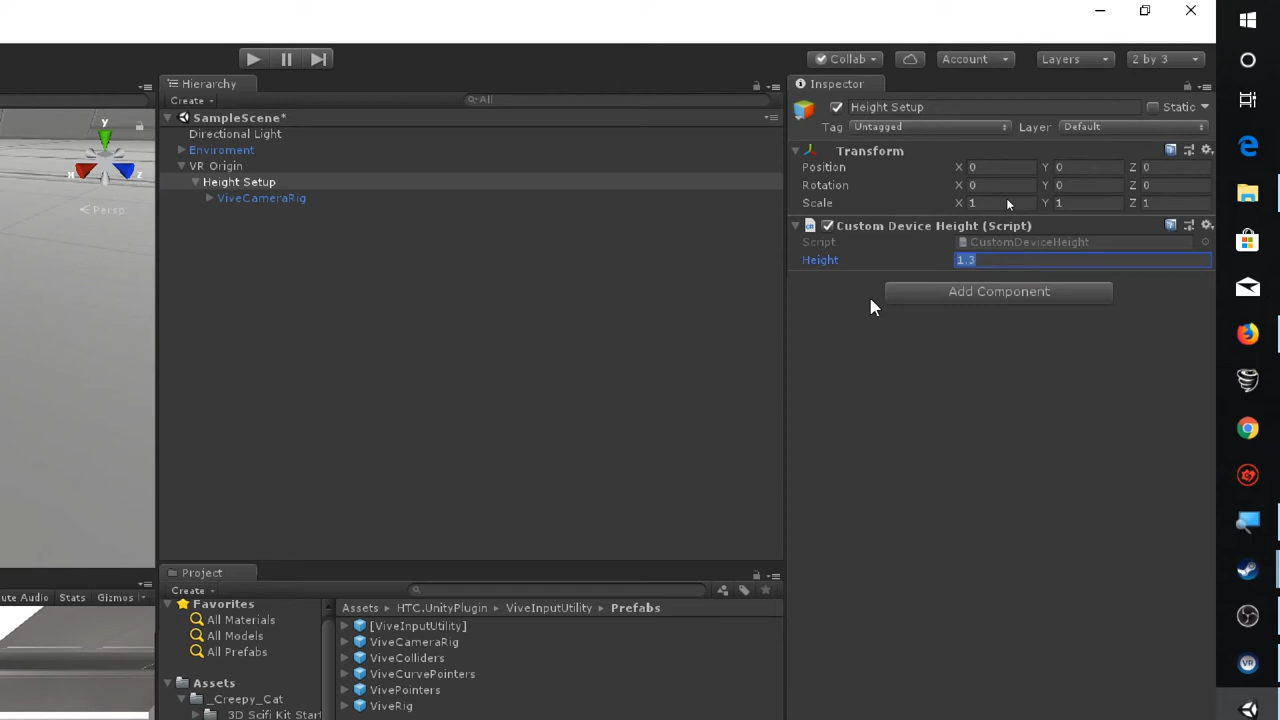 Collab
Account
Layers
2 by 3
Hierarchy
Create
All
SampleScene*
Directional Light
Enviroment
VR Origin
Height Setup
ViveCameraRig
y
x
z
Persp
Inspector
Height Setup
Static
Tag Untagged Layer Default
Transform
Position X 0 Y 0 Z 0
Rotation X 0 Y 0 Z 0
Scale X 1 Y 1 Z 1
Custom Device Height (Script)
Script CustomDeviceHeight
Height 1.3
Add Component
ute Audio Stats Gizmos
Project
Create
Favorites
All Materials
All Models
All Prefabs
Assets
_Creepy_Cat
3D Scifi Kit Start
Assets HTC.UnityPlugin ViveInputUtility Prefabs
[ViveInputUtility]
ViveCameraRig
ViveColliders
ViveCurvePointers
VivePointers
ViveRig